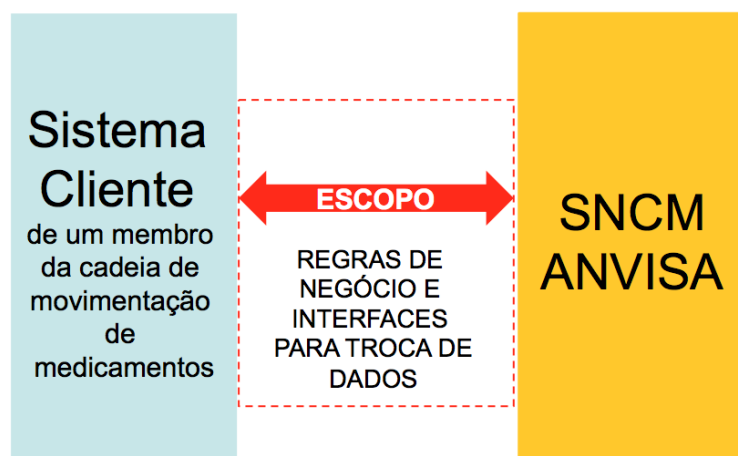 Sistema
Cliente
de um membro
da cadeia de
movimentação
de
medicamentos
ESCOPO
REGRAS DE
NEGÓCIO E
INTERFACES
PARA TROCA DE
DADOS
SNCM
ANVISA